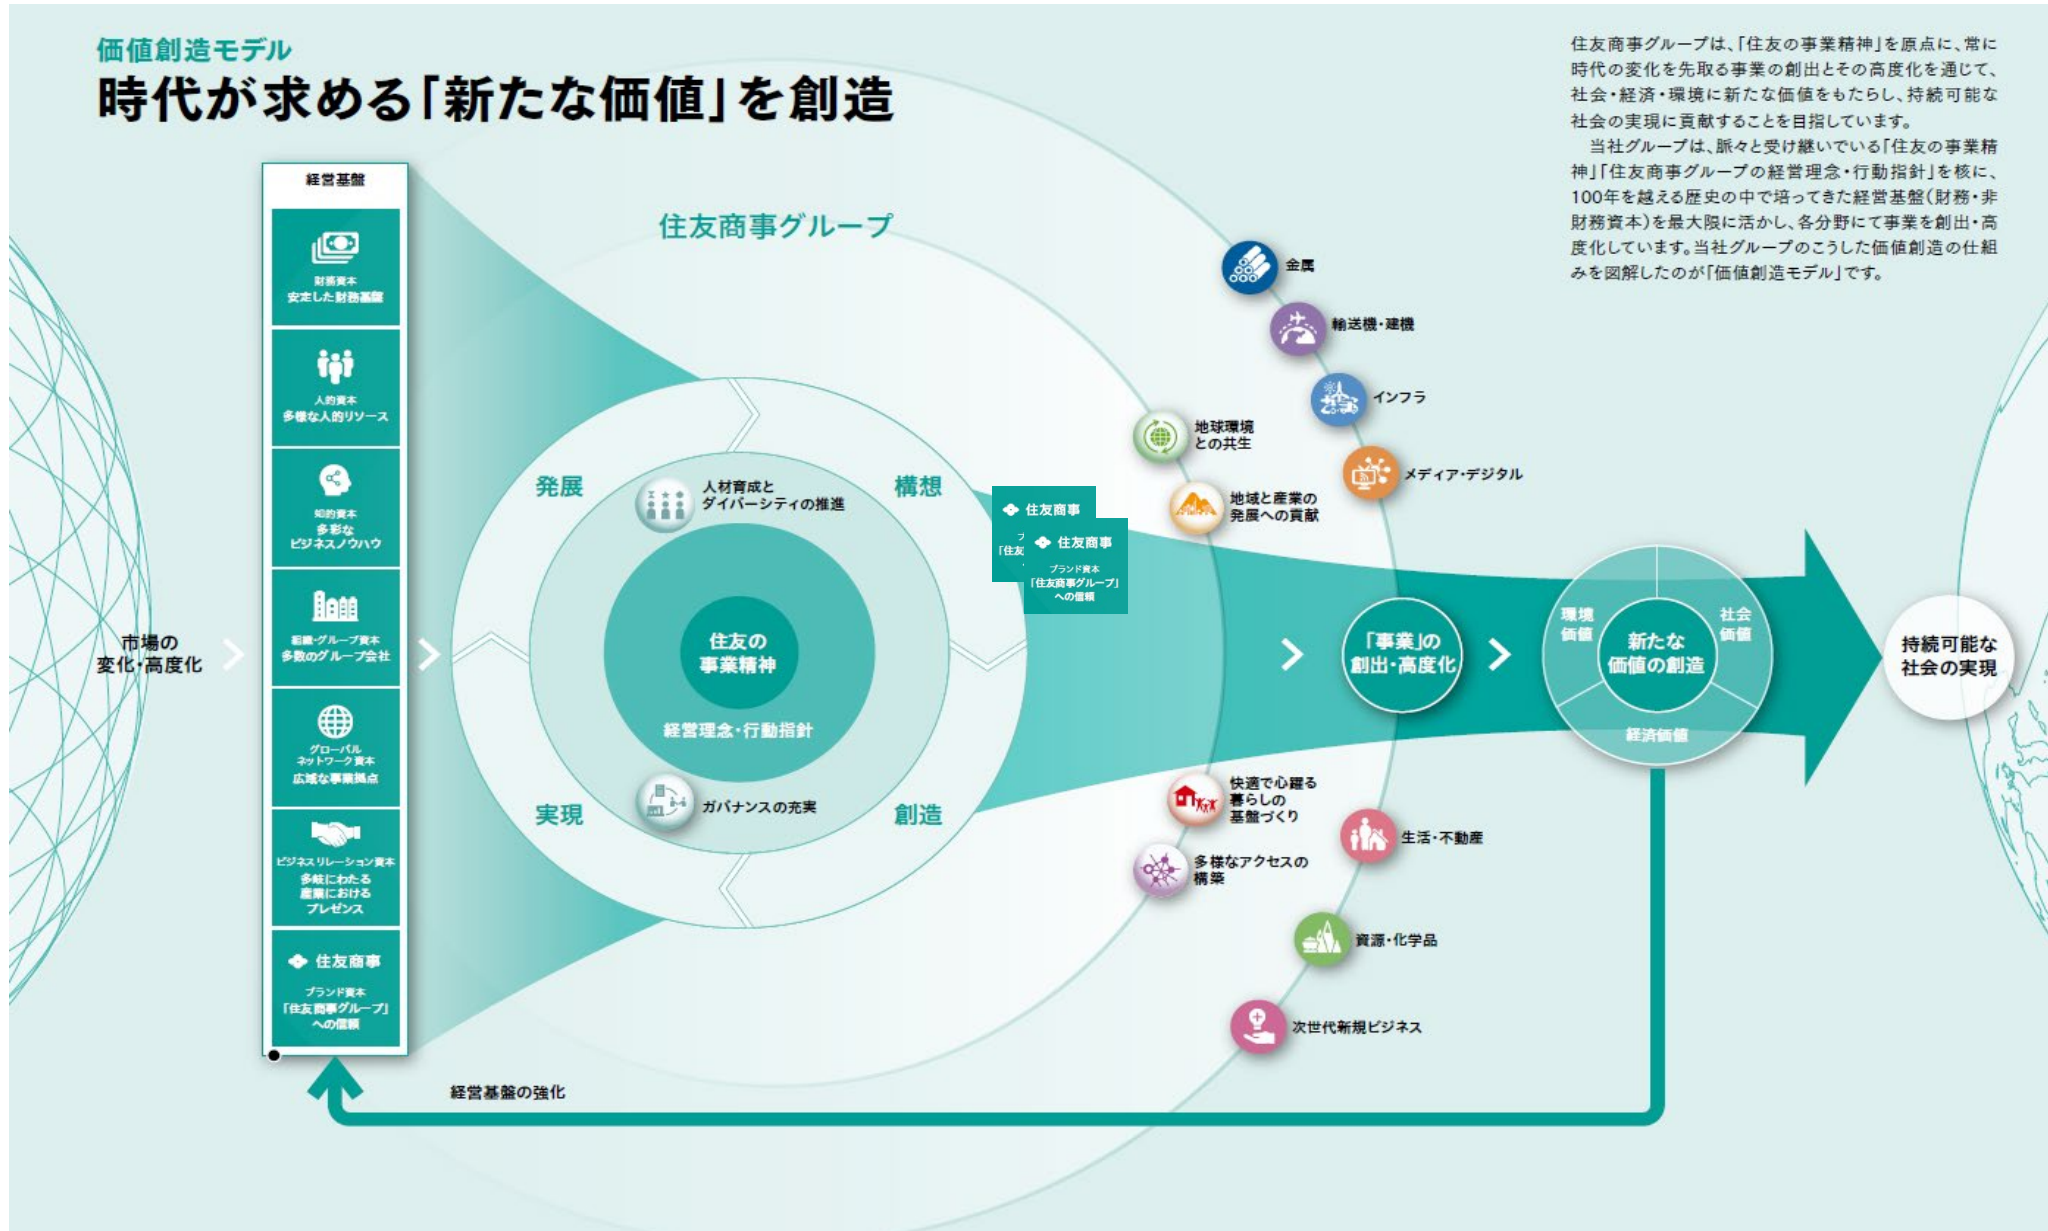 価値創造モデル
時代が求める「新たな価値」を創造
住友商事グループは、「住友の事業精神」を原点に、常に
時代の変化を先取る事業の創出とその高度化を通じて、
社会・経済・環境に新たな価値をもたらし、持続可能な
社会の実現に貢献することを目指しています。
当社グループは、脈々と受け継いでいる「住友の事業精
神」「住友商事グループの経営理念・行動指針」を核に、
100年を越える歴史の中で培ってきた経営基盤(財務・非
財務資本)を最大限に活かし、各分野にて事業を創出・高
度化しています。当社グループのこうした価値創造の仕組
みを図解したのが「価値創造モデル」です。
市場の
変化・高度化
経営基盤
財務資本
安定した財務基盤
人的資本
多様な人的リソース
知的資本
多彩な
ビジネスノウハウ
組織・グループ資本
多数のグループ会社
グローバル
ネットワーク資本
広域な事業拠点
ビジネスリレーション資本
多岐にわたる
産業における
プレゼンス
住友商事
ブランド資本
「住友商事グループ」
への信頼
住友商事グループ
発展
構想
実現
創造
人材育成と
ダイバーシティの推進
住友の
事業精神
経営理念・行動指針
ガバナンスの充実
住友商事
ブ
「住友
住友商事
ブランド資本
「住友商事グループ」
への信頼
地球環境
との共生
地域と産業の
発展への貢献
快適で心躍る
暮らしの
基盤づくり
多様なアクセスの
構築
金属
輸送機・建機
インフラ
メディア・デジタル
生活・不動産
資源・化学品
次世代新規ビジネス
「事業」の
創出・高度化
環境
価値
社会
価値
新たな
価値の創造
経済価値
持続可能な
社会の実現
経営基盤の強化